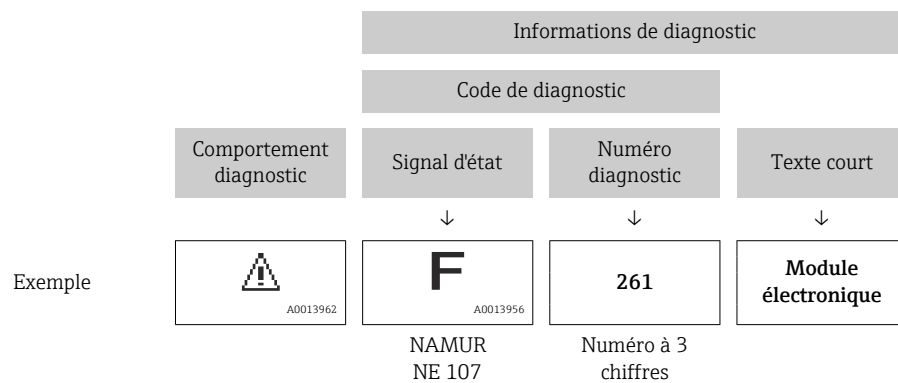 Informations de diagnostic
Code de diagnostic
Comportement
diagnostic
Signal d'état
Numéro
diagnostic
Texte court
↓ ↓ ↓
Exemple
A0013962
F
A0013956
261
Module
électronique
NAMUR
NE 107
Numéro à 3
chiffres